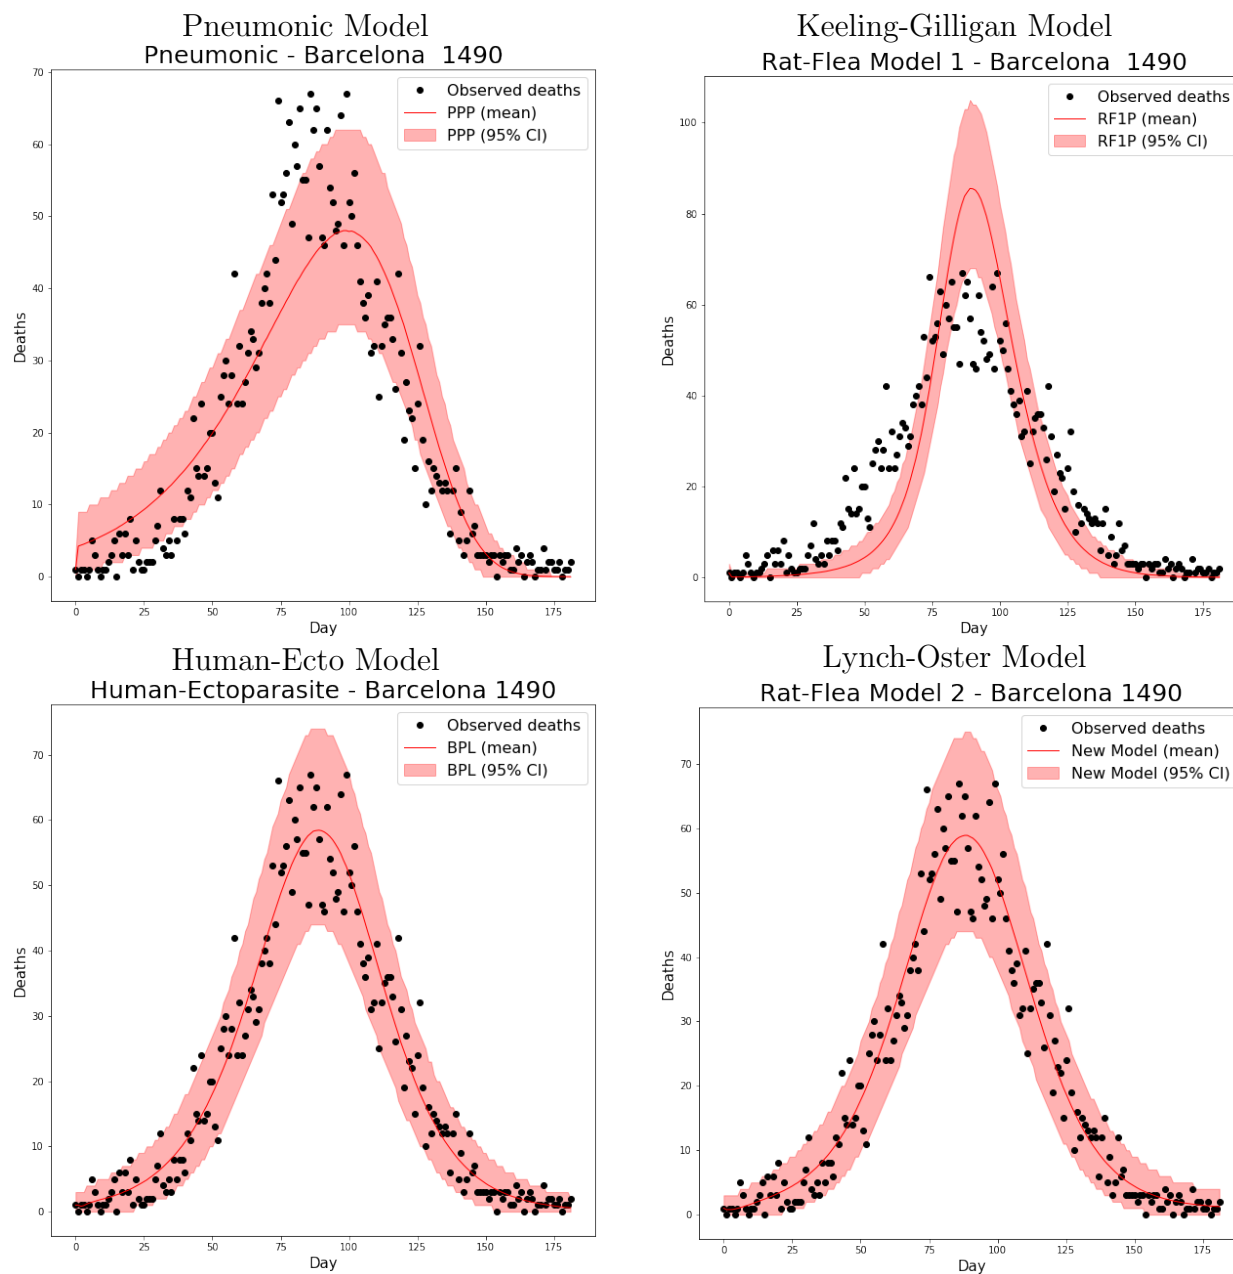 Pneumonic Model
Pneumonic - Barcelona  1490
Observed deaths
PPP (mean)
PPP (95% CI)
Deaths
70
60
50
40
30
20
10
0
0 25 50 75 100 125 150 175
Day
Keeling-Gilligan Model
Rat-Flea Model 1 - Barcelona  1490
Observed deaths
RF1P (mean)
RF1P (95% CI)
Deaths
100
80
60
40
20
0
0 25 50 75 100 125 150 175
Day
Human-Ecto Model
Human-Ectoparasite - Barcelona 1490
Observed deaths
BPL (mean)
BPL (95% CI)
Deaths
70
60
50
40
30
20
10
0
0 25 50 75 100 125 150 175
Day
Lynch-Oster Model
Rat-Flea Model 2 - Barcelona 1490
Observed deaths
New Model (mean)
New Model (95% CI)
Deaths
70
60
50
40
30
20
10
0
0 25 50 75 100 125 150 175
Day